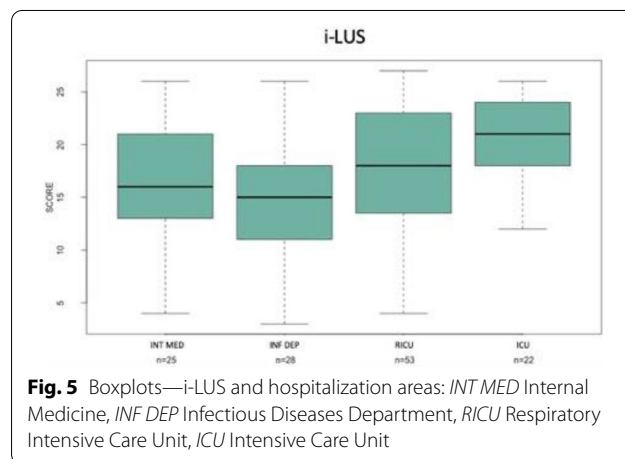 i-LUS
25
20
15
10
5
SCORE
INT MED INF DEP RICU ICU
n=25 n=28 n=53 n=22
Fig. 5 Boxplots—i-LUS and hospitalization areas: INT MED Internal
Medicine, INF DEP Infectious Diseases Department, RICU Respiratory
Intensive Care Unit, ICU Intensive Care Unit